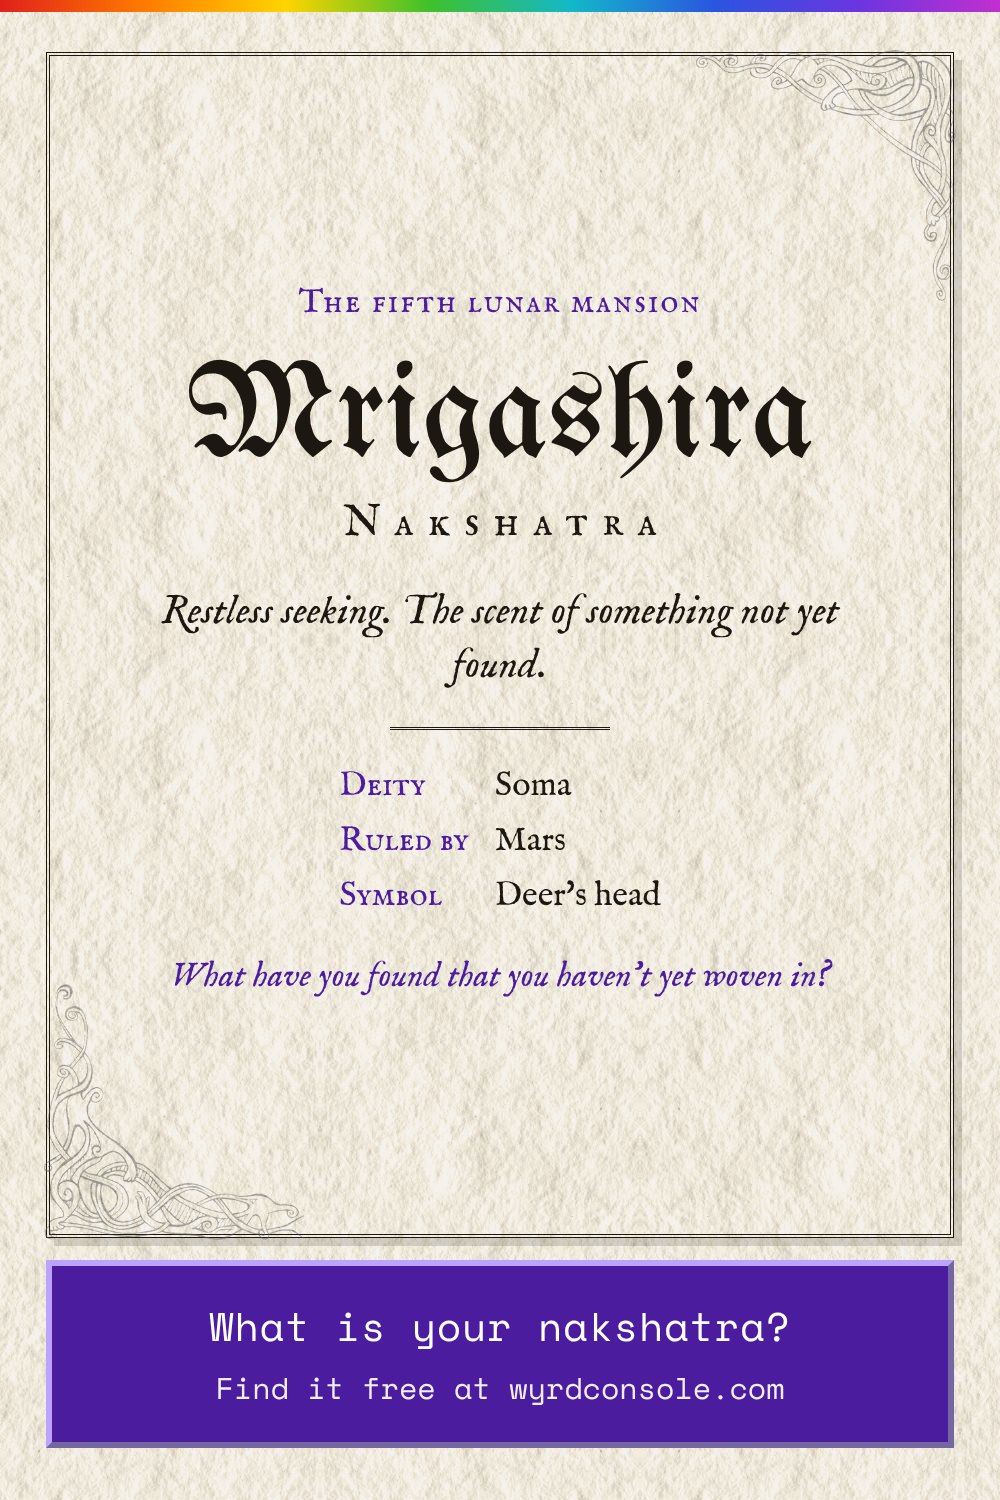 The fifth lunar mansion
Mrigashira
Nakshatra
Restless seeking. The scent of something not yet
found.
Deity Soma
Ruled by Mars
Symbol Deer’s head
What have you found that you haven’t yet woven in?
What is your nakshatra?
Find it free at wyrdconsole.com